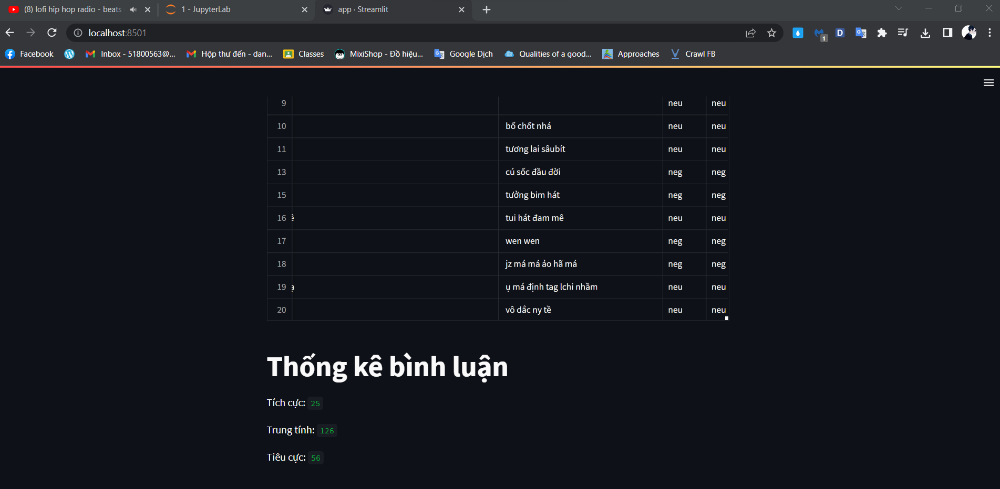 (8) lofi hip hop radio - beats
1 - JupyterLab
app · Streamlit
localhost:8501
1
D
Facebook
Inbox - 51800563@...
Hộp thư đến - dan...
Classes
MixiShop - Đồ hiệu...
Google Dịch
Qualities of a good...
Approaches
Crawl FB
9 neu neu
10 bố chốt nhá neu neu
11 tương lai sâubít neu neu
13 cú sốc đầu đời neg neg
15 tưởng bim hát neg neg
16 ê tui hát đam mê neu neu
17 wen wen neg neg
18 jz má má ảo hã má neg neg
19 ạ ụ má định tag lchi nhầm neu neu
20 vô dắc ny tề neu neu
Thống kê bình luận
Tích cực: 25
Trung tính: 126
Tiêu cực: 56